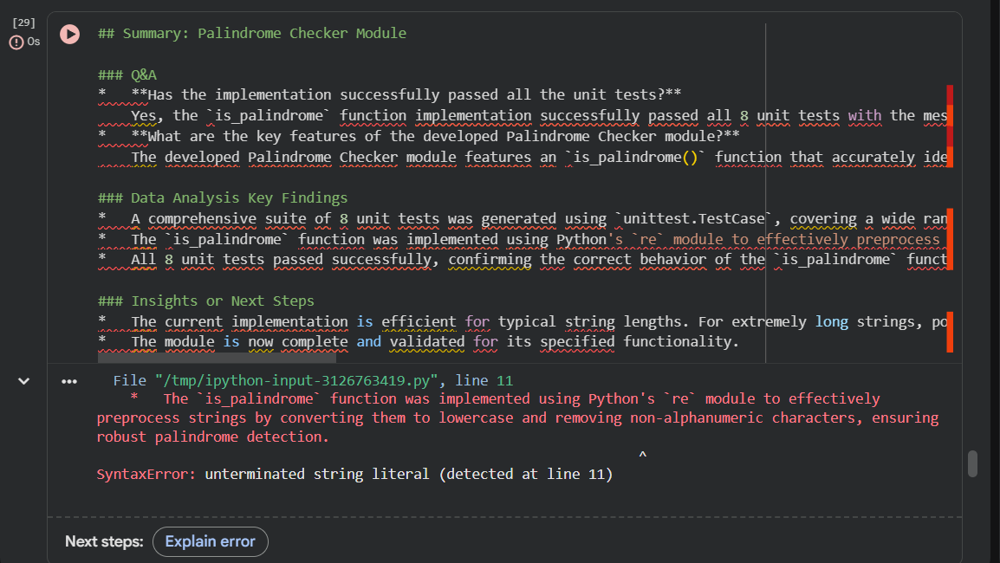 [29]
0s
## Summary: Palindrome Checker Module
### Q&A
*   **Has the implementation successfully passed all the unit tests?**
Yes, the `is_palindrome` function implementation successfully passed all 8 unit tests with the mes
*   **What are the key features of the developed Palindrome Checker module?**
The developed Palindrome Checker module features an `is_palindrome()` function that accurately ide
### Data Analysis Key Findings
*   A comprehensive suite of 8 unit tests was generated using `unittest.TestCase`, covering a wide ran
*   The `is_palindrome` function was implemented using Python's `re` module to effectively preprocess
*   All 8 unit tests passed successfully, confirming the correct behavior of the `is_palindrome` funct
### Insights or Next Steps
*   The current implementation is efficient for typical string lengths. For extremely long strings, po
*   The module is now complete and validated for its specified functionality.
File "/tmp/ipython-input-3126763419.py", line 11
*   The `is_palindrome` function was implemented using Python's `re` module to effectively
preprocess strings by converting them to lowercase and removing non-alphanumeric characters, ensuring
robust palindrome detection.
^
SyntaxError: unterminated string literal (detected at line 11)
Next steps: Explain error